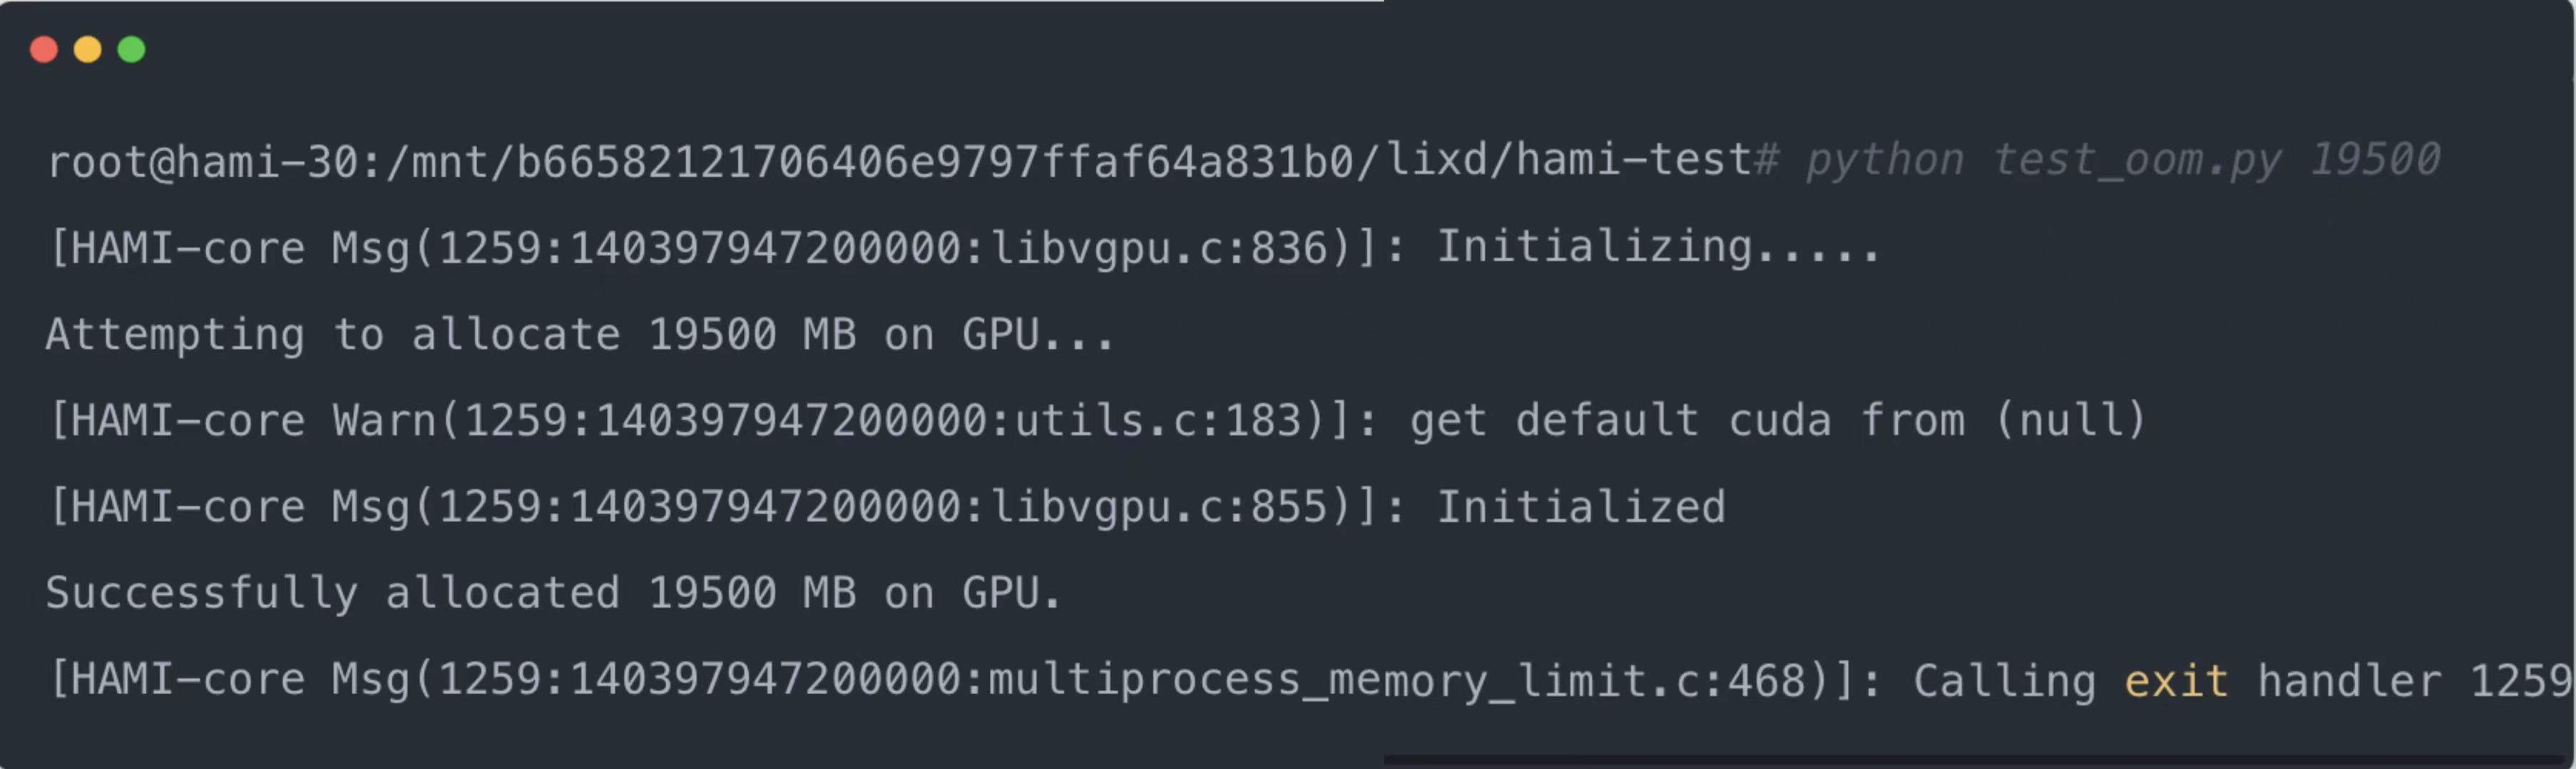 root@hami-30:/mnt/b66582121706406e9797ffaf64a831b0/lixd/hami-test# python test_oom.py 19500
[HAMI-core Msg(1259:140397947200000:libvgpu.c:836)]: Initializing.....
Attempting to allocate 19500 MB on GPU...
[HAMI-core Warn(1259:140397947200000:utils.c:183)]: get default cuda from (null)
[HAMI-core Msg(1259:140397947200000:libvgpu.c:855)]: Initialized
Successfully allocated 19500 MB on GPU.
[HAMI-core Msg(1259:140397947200000:multiprocess_memory_limit.c:468)]: Calling exit handler 1259